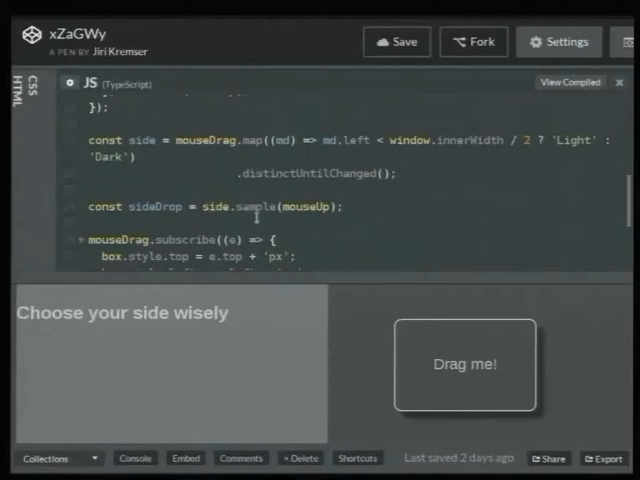 xZaGWy
A PEN BY Jiri Kremser
Save
Fork
Settings
HTML
CSS
JS (TypeScript)
View Compiled
});
const side = mouseDrag.map((md) => md.left < window.innerWidth / 2 ? 'Light' :
'Dark')
.distinctUntilChanged();
const sideDrop = side.sample(mouseUp);
mouseDrag.subscribe((e) => {
box.style.top = e.top + 'px';
Choose your side wisely
Drag me!
Collections
Console
Embed
Comments
× Delete
Shortcuts
Last saved 2 days ago
Share
Export